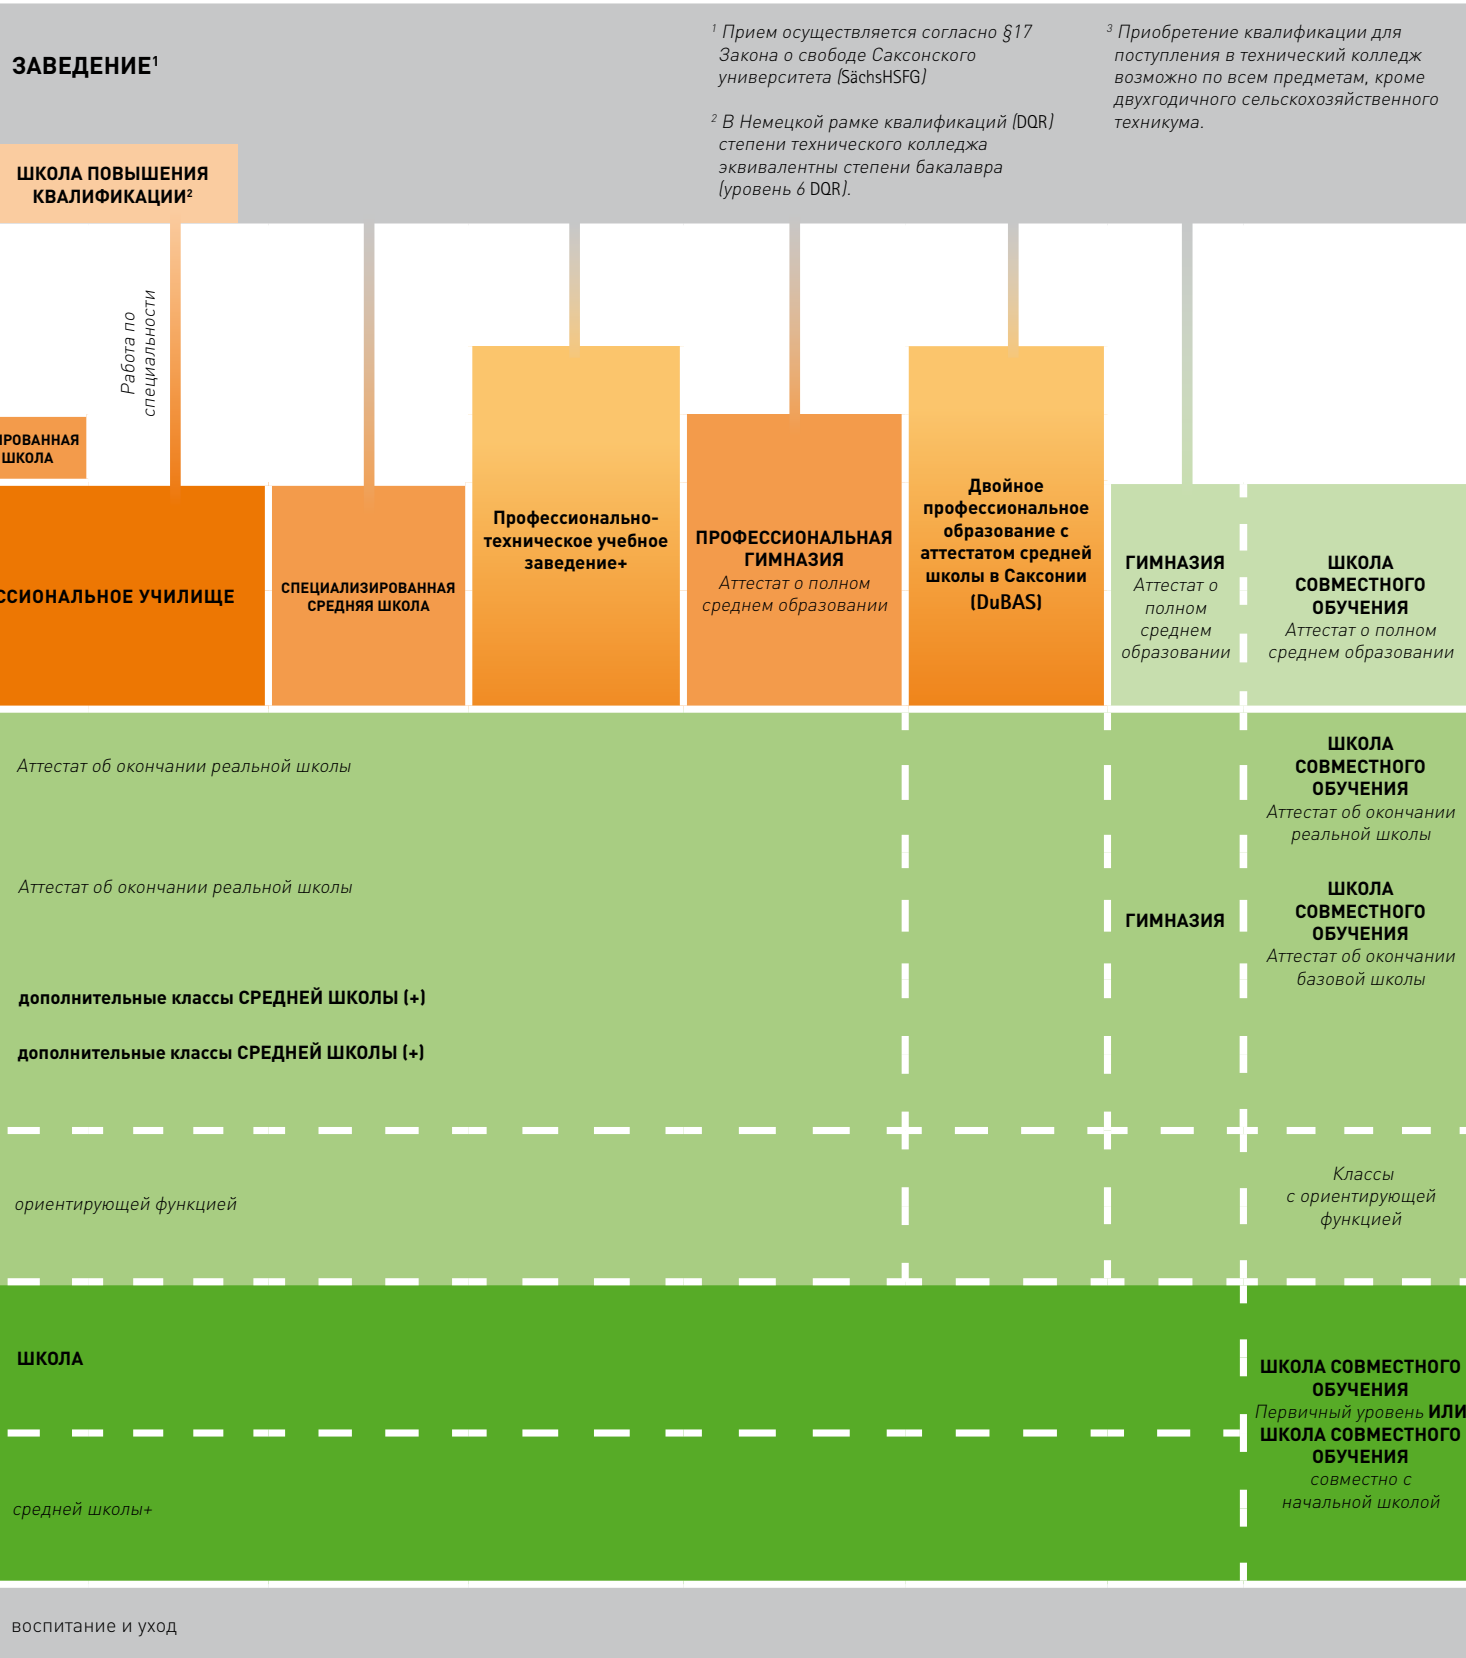 ЗАВЕДЕНИЕ¹
¹ Прием осуществляется согласно §17
Закона о свободе Саксонского
университета (SächsHSFG)
² В Немецкой рамке квалификаций (DQR)
степени технического колледжа
эквивалентны степени бакалавра
(уровень 6 DQR).
³ Приобретение квалификации для
поступления в технический колледж
возможно по всем предметам, кроме
двухгодичного сельскохозяйственного
техникума.
ШКОЛА ПОВЫШЕНИЯ
КВАЛИФИКАЦИИ²
Работа по
специальности
ИРОВАННАЯ
ШКОЛА
ССИОНАЛЬНОЕ УЧИЛИЩЕ
СПЕЦИАЛИЗИРОВАННАЯ
СРЕДНЯЯ ШКОЛА
Профессионально-
техническое учебное
заведение+
ПРОФЕССИОНАЛЬНАЯ
ГИМНАЗИЯ
Аттестат о полном
среднем образовании
Двойное
профессиональное
образование с
аттестатом средней
школы в Саксонии
(DuBAS)
ГИМНАЗИЯ
Аттестат о
полном
среднем
образовании
ШКОЛА
СОВМЕСТНОГО
ОБУЧЕНИЯ
Аттестат о полном
среднем образовании
Аттестат об окончании реальной школы
ШКОЛА
СОВМЕСТНОГО
ОБУЧЕНИЯ
Аттестат об окончании
реальной школы
Аттестат об окончании реальной школы
ГИМНАЗИЯ
ШКОЛА
СОВМЕСТНОГО
ОБУЧЕНИЯ
Аттестат об окончании
базовой школы
дополнительные классы СРЕДНЕЙ ШКОЛЫ (+)
дополнительные классы СРЕДНЕЙ ШКОЛЫ (+)
ориентирующей функцией
Классы
с ориентирующей
функцией
ШКОЛА
ШКОЛА СОВМЕСТНОГО
ОБУЧЕНИЯ
Первичный уровень ИЛИ
ШКОЛА СОВМЕСТНОГО
ОБУЧЕНИЯ
совместно с
начальной школой
средней школы+
воспитание и уход